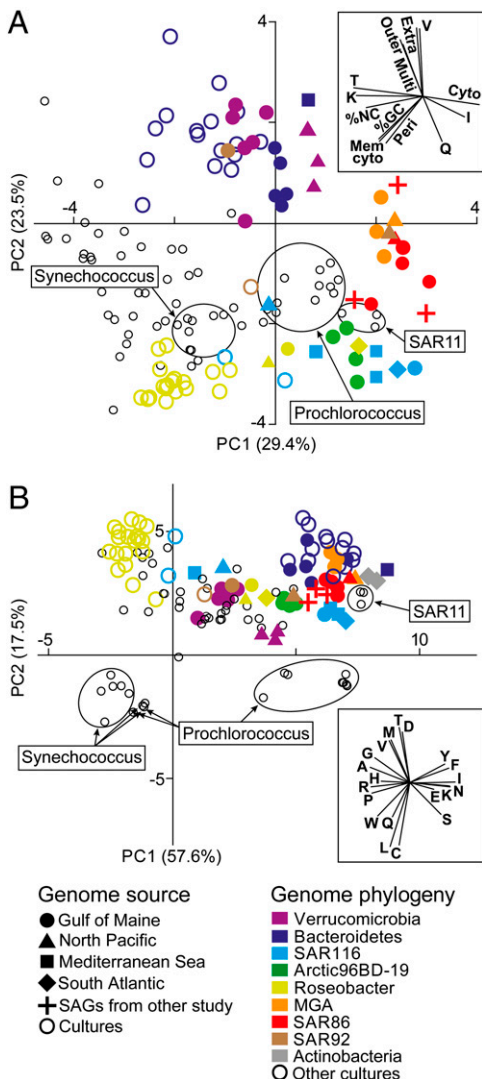 A
4
V
Extra
Outer Multi
T
K
Cyto
%NC
%GC
I
Peri
Mem
cyto
Q
-4
4
PC2 (23.5%)
Synechococcus
SAR11
Prochlorococcus
-4
PC1 (29.4%)
B
5
PC2 (17.5%)
SAR11
-5
10
Prochlorococcus
Synechococcus
-5
T
M
D
V
G
Y
A
F
H
I
R
E
K
N
P
W
Q
S
L
C
PC1 (57.6%)
Genome source
Gulf of Maine
North Pacific
Mediterranean Sea
South Atlantic
SAGs from other study
Cultures
Genome phylogeny
Verrucomicrobia
Bacteroidetes
SAR116
Arctic96BD-19
Roseobacter
MGA
SAR86
SAR92
Actinobacteria
Other cultures